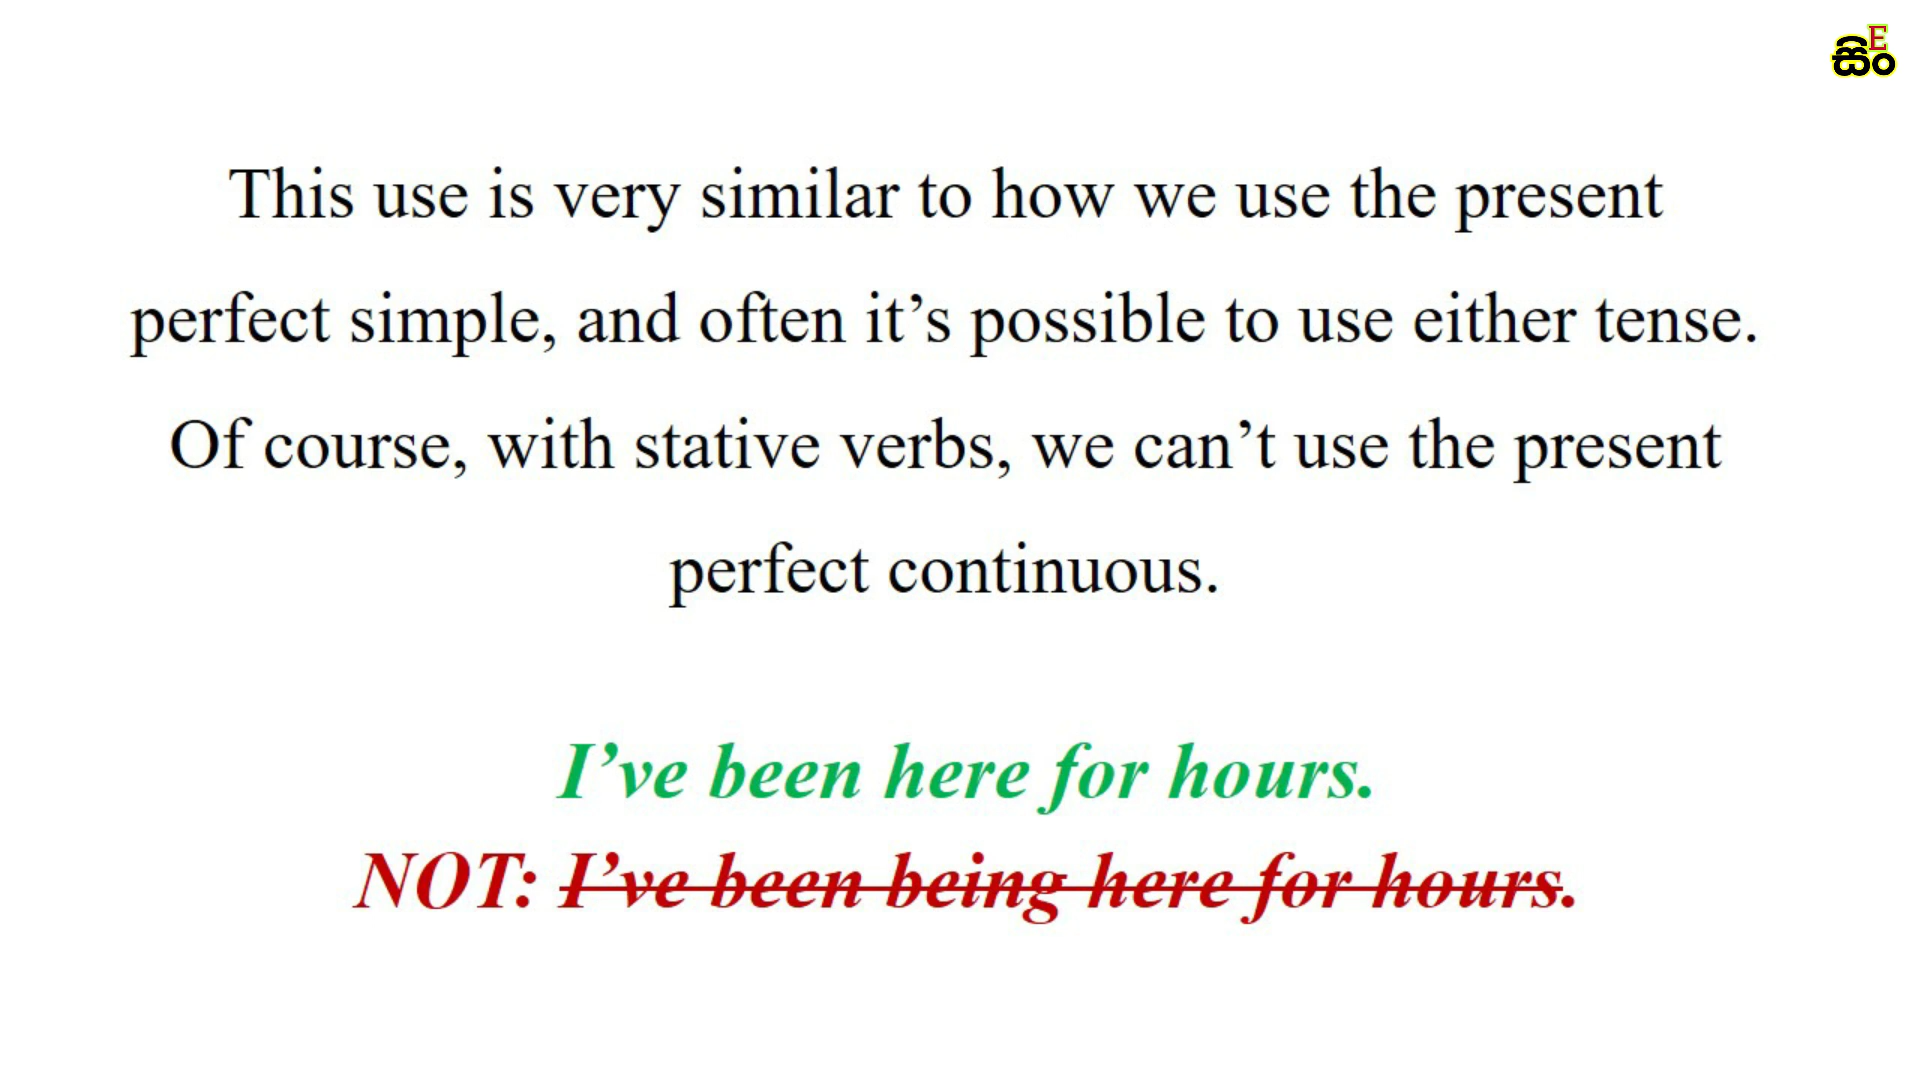 සිං
E
This use is very similar to how we use the present
perfect simple, and often it’s possible to use either tense.
Of course, with stative verbs, we can’t use the present
perfect continuous.
I’ve been here for hours.
NOT: I’ve been being here for hours.